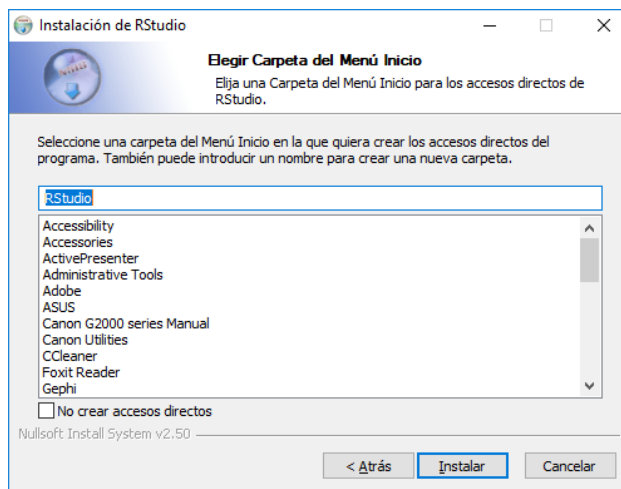 Instalación de RStudio
Elegir Carpeta del Menú Inicio
Elija una Carpeta del Menú Inicio para los accesos directos de
RStudio.
Seleccione una carpeta del Menú Inicio en la que quiera crear los accesos directos del
programa. También puede introducir un nombre para crear una nueva carpeta.
RStudio
Accessibility
Accessories
ActivePresenter
Administrative Tools
Adobe
ASUS
Canon G2000 series Manual
Canon Utilities
CCleaner
Foxit Reader
Gephi
No crear accesos directos
Nullsoft Install System v2.50
< Atrás Instalar Cancelar